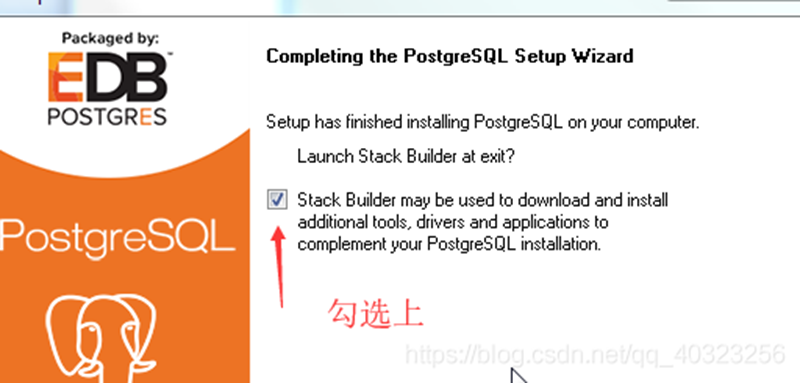 Packaged by:
EDB
POSTGRES
PostgreSQL
Completing the PostgreSQL Setup Wizard
Setup has finished installing PostgreSQL on your computer.
Launch Stack Builder at exit?
Stack Builder may be used to download and install
additional tools, drivers and applications to
complement your PostgreSQL installation.
勾选上
https://blog.csdn.net/qq_40323256